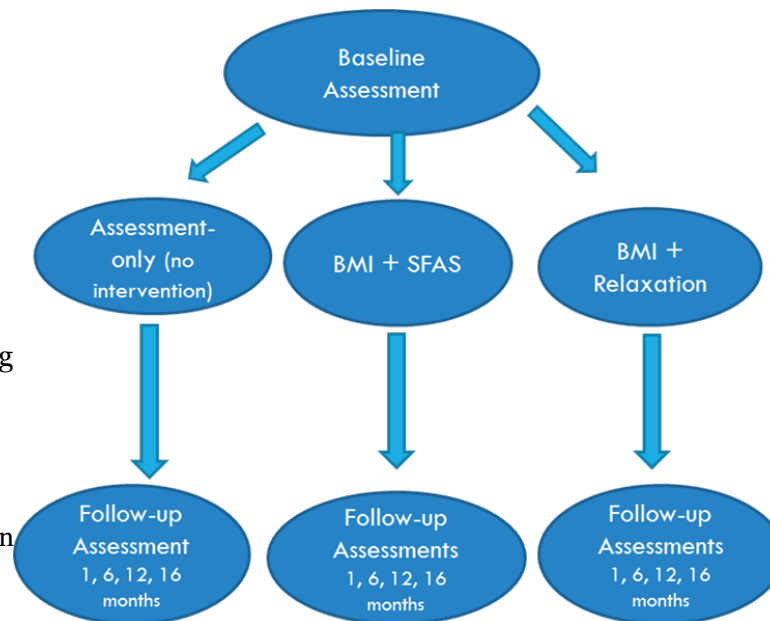 Baseline
Assessment
Assessment-
only (no
intervention)
BMI + SFAS
BMI +
Relaxation
g
n
Follow-up
Assessment
1, 6, 12, 16
months
Follow-up
Assessments
1, 6, 12, 16
months
Follow-up
Assessments
1, 6, 12, 16
months